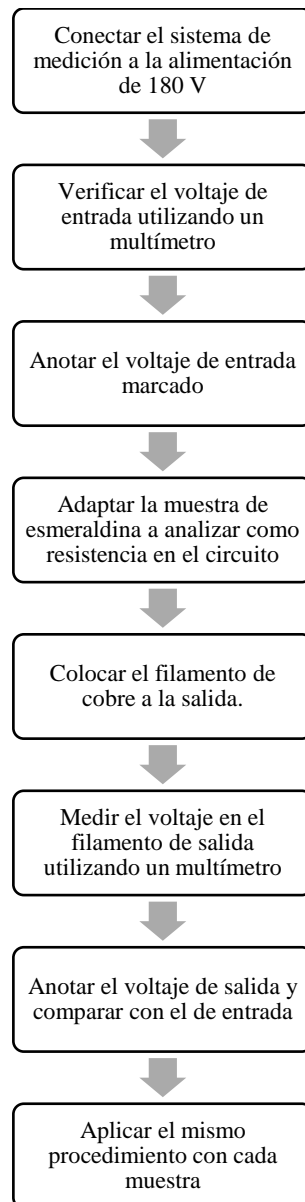 Conectar el sistema de
medición a la alimentación
de 180 V
Verificar el voltaje de
entrada utilizando un
multímetro
Anotar el voltaje de entrada
marcado
Adaptar la muestra de
esmeraldina a analizar como
resistencia en el circuito
Colocar el filamento de
cobre a la salida.
Medir el voltaje en el
filamento de salida
utilizando un multímetro
Anotar el voltaje de salida y
comparar con el de entrada
Aplicar el mismo
procedimiento con cada
muestra